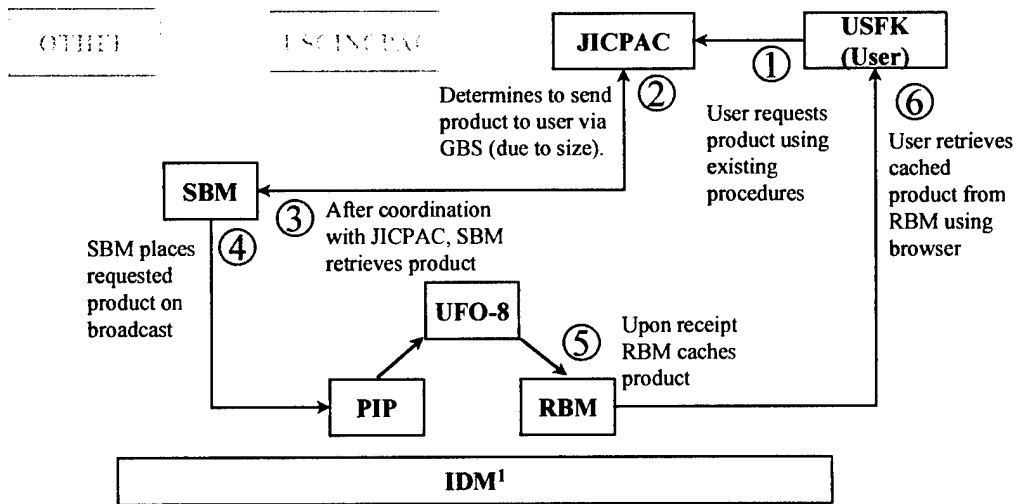 JICPAC
USFK
(User)
①
②
⑥
Determines to send
product to user via
GBS (due to size).
User requests
product using
existing
procedures
User retrieves
cached
product from
RBM using
browser
SBM
③
After coordination
with JICPAC, SBM
retrieves product
④
SBM places
requested
product on
broadcast
UFO-8
⑤
Upon receipt
RBM caches
product
PIP
RBM
IDM¹